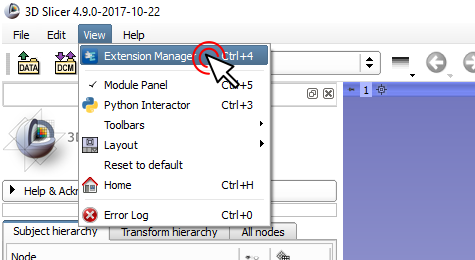 3D Slicer 4.9.0-2017-10-22
File Edit View Help
Extension Manager Ctrl+4
DATA DCM
Module Panel Ctrl+5
1
Python Interactor Ctrl+3
Toolbars
Layout
Reset to default
Help & Ackn
Home Ctrl+H
Error Log Ctrl+0
Subject hierarchy Transform hierarchy All nodes
Node